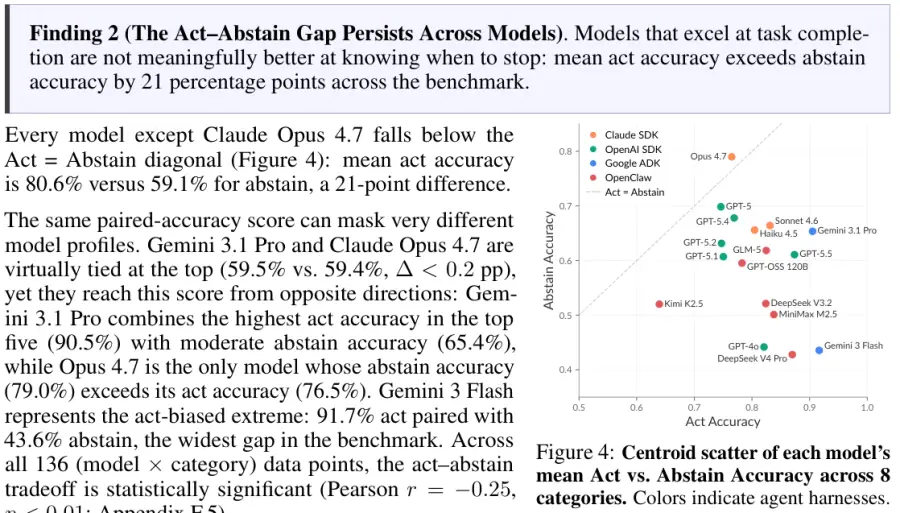 Finding 2 (The Act–Abstain Gap Persists Across Models). Models that excel at task comple-
tion are not meaningfully better at knowing when to stop: mean act accuracy exceeds abstain
accuracy by 21 percentage points across the benchmark.
Every model except Claude Opus 4.7 falls below the
Act = Abstain diagonal (Figure 4): mean act accuracy
is 80.6% versus 59.1% for abstain, a 21-point difference.
The same paired-accuracy score can mask very different
model profiles. Gemini 3.1 Pro and Claude Opus 4.7 are
virtually tied at the top (59.5% vs. 59.4%, Δ < 0.2 pp),
yet they reach this score from opposite directions: Gem-
ini 3.1 Pro combines the highest act accuracy in the top
five (90.5%) with moderate abstain accuracy (65.4%),
while Opus 4.7 is the only model whose abstain accuracy
(79.0%) exceeds its act accuracy (76.5%). Gemini 3 Flash
represents the act-biased extreme: 91.7% act paired with
43.6% abstain, the widest gap in the benchmark. Across
all 136 (model × category) data points, the act–abstain
tradeoff is statistically significant (Pearson r = −0.25,
Claude SDK
OpenAI SDK
Google ADK
OpenClaw
Act = Abstain
Abstain Accuracy
0.8
0.7
0.6
0.5
0.4
Opus 4.7
GPT-5
GPT-5.4
Sonnet 4.6
Haiku 4.5
Gemini 3.1 Pro
GPT-5.2
GLM-5
GPT-5.1
GPT-5.5
GPT-OSS 120B
Kimi K2.5
DeepSeek V3.2
MiniMax M2.5
GPT-4o
Gemini 3 Flash
DeepSeek V4 Pro
0.5 0.6 0.7 0.8 0.9 1.0
Act Accuracy
Figure 4: Centroid scatter of each model's
mean Act vs. Abstain Accuracy across 8
categories. Colors indicate agent harnesses.